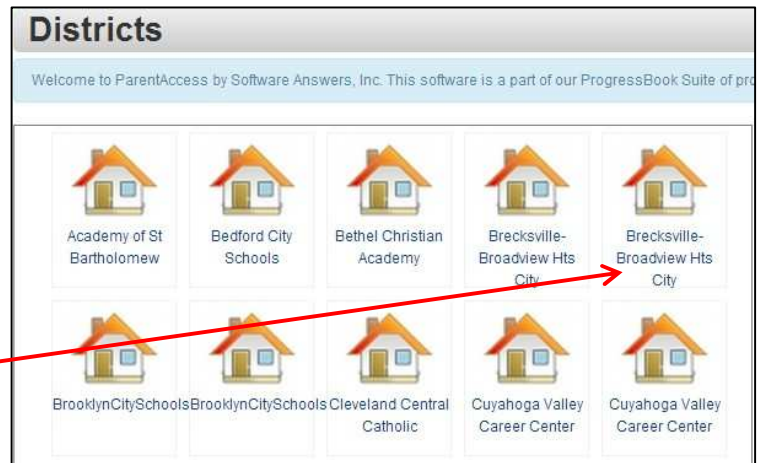 Districts
Welcome to ParentAccess by Software Answers, Inc. This software is a part of our ProgressBook Suite of
Academy of St
Bartholomew
Bedford City
Schools
Bethel Christian
Academy
Brecksville-
Broadview Hts
City
Brecksville-
Broadview Hts
City
BrooklynCitySchools
BrooklynCitySchools
Cleveland Central
Catholic
Cuyahoga Valley
Career Center
Cuyahoga Valley
Career Center